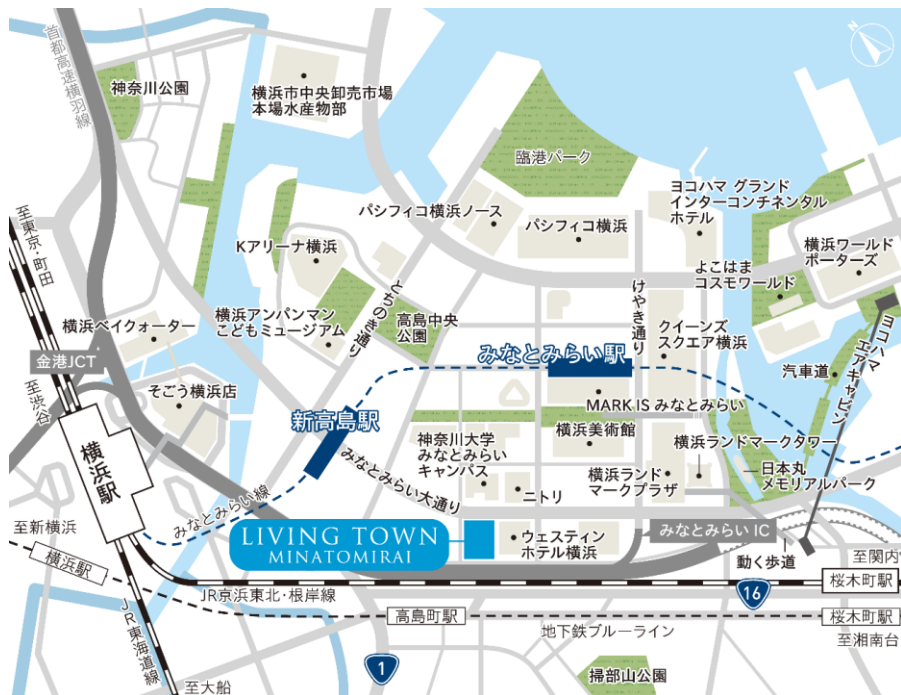 N
首都高速横羽線
神奈川公園
横浜市中央卸売市場
本場水産物部
臨港パーク
ヨコハマ グランド
インターコンチネンタル
ホテル
パシフィコ横浜ノース
パシフィコ横浜
至東京・町田
Kアリーナ横浜
横浜ワールド
ポーターズ
よこはま
コスモワールド
とちのき通り
けやき通り
横浜ベイクォーター
横浜アンパンマン
こどもミュージアム
高島中央
公園
クイーンズ
スクエア横浜
ヨコハマ
エアキャビン
金港JCT
みなとみらい駅
汽車道
至渋谷
そごう横浜店
MARK IS みなとみらい
新高島駅
神奈川大学
みなとみらい
キャンパス
横浜美術館
横浜ランドマークタワー
横浜駅
みなとみらい大通り
横浜ランド
マークプラザ
日本丸
メモリアルパーク
ニトリ
みなとみらい線
至新横浜
LIVING TOWN
MINATOMIRAI
ウェスティン
ホテル横浜
みなとみらい IC
動く歩道
至関内
横浜駅
桜木町駅
JR京浜東北・根岸線
16
JR東海道線
高島町駅
地下鉄ブルーライン
桜木町駅
至湘南台
1
掃部山公園
至大船